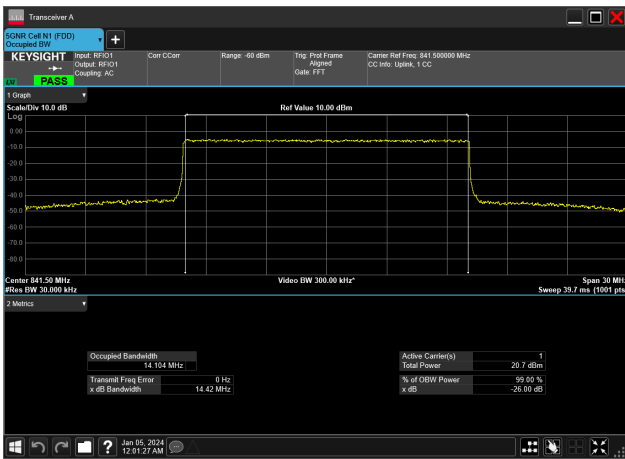 Transceiver A
5GNR Cell N1 (FDD)
Occupied BW
KEYSIGHT
LXI
PASS
Input: RFIO1
Output: RFIO1
Coupling: AC
Corr CCorr
Range: -60 dBm
Trig: Prot Frame
Aligned
Gate: FFT
Carrier Ref Freq: 841.500000 MHz
CC Info: Uplink, 1 CC
1 Graph
Scale/Div 10.0 dB
Ref Value 10.00 dBm
Log
0.00
-10.0
-20.0
-30.0
-40.0
-50.0
-60.0
-70.0
-80.0
Center 841.50 MHz
Video BW 300.00 kHz*
Span 30 MHz
#Res BW 30.000 kHz
Sweep 39.7 ms (1001 pts
2 Metrics
Occupied Bandwidth
14.104 MHz
Active Carrier(s) 1
Total Power 20.7 dBm
Transmit Freq Error 0 Hz
x dB Bandwidth 14.42 MHz
% of OBW Power 99.00 %
x dB -26.00 dB
?
Jan 05, 2024
12:01:27 AM